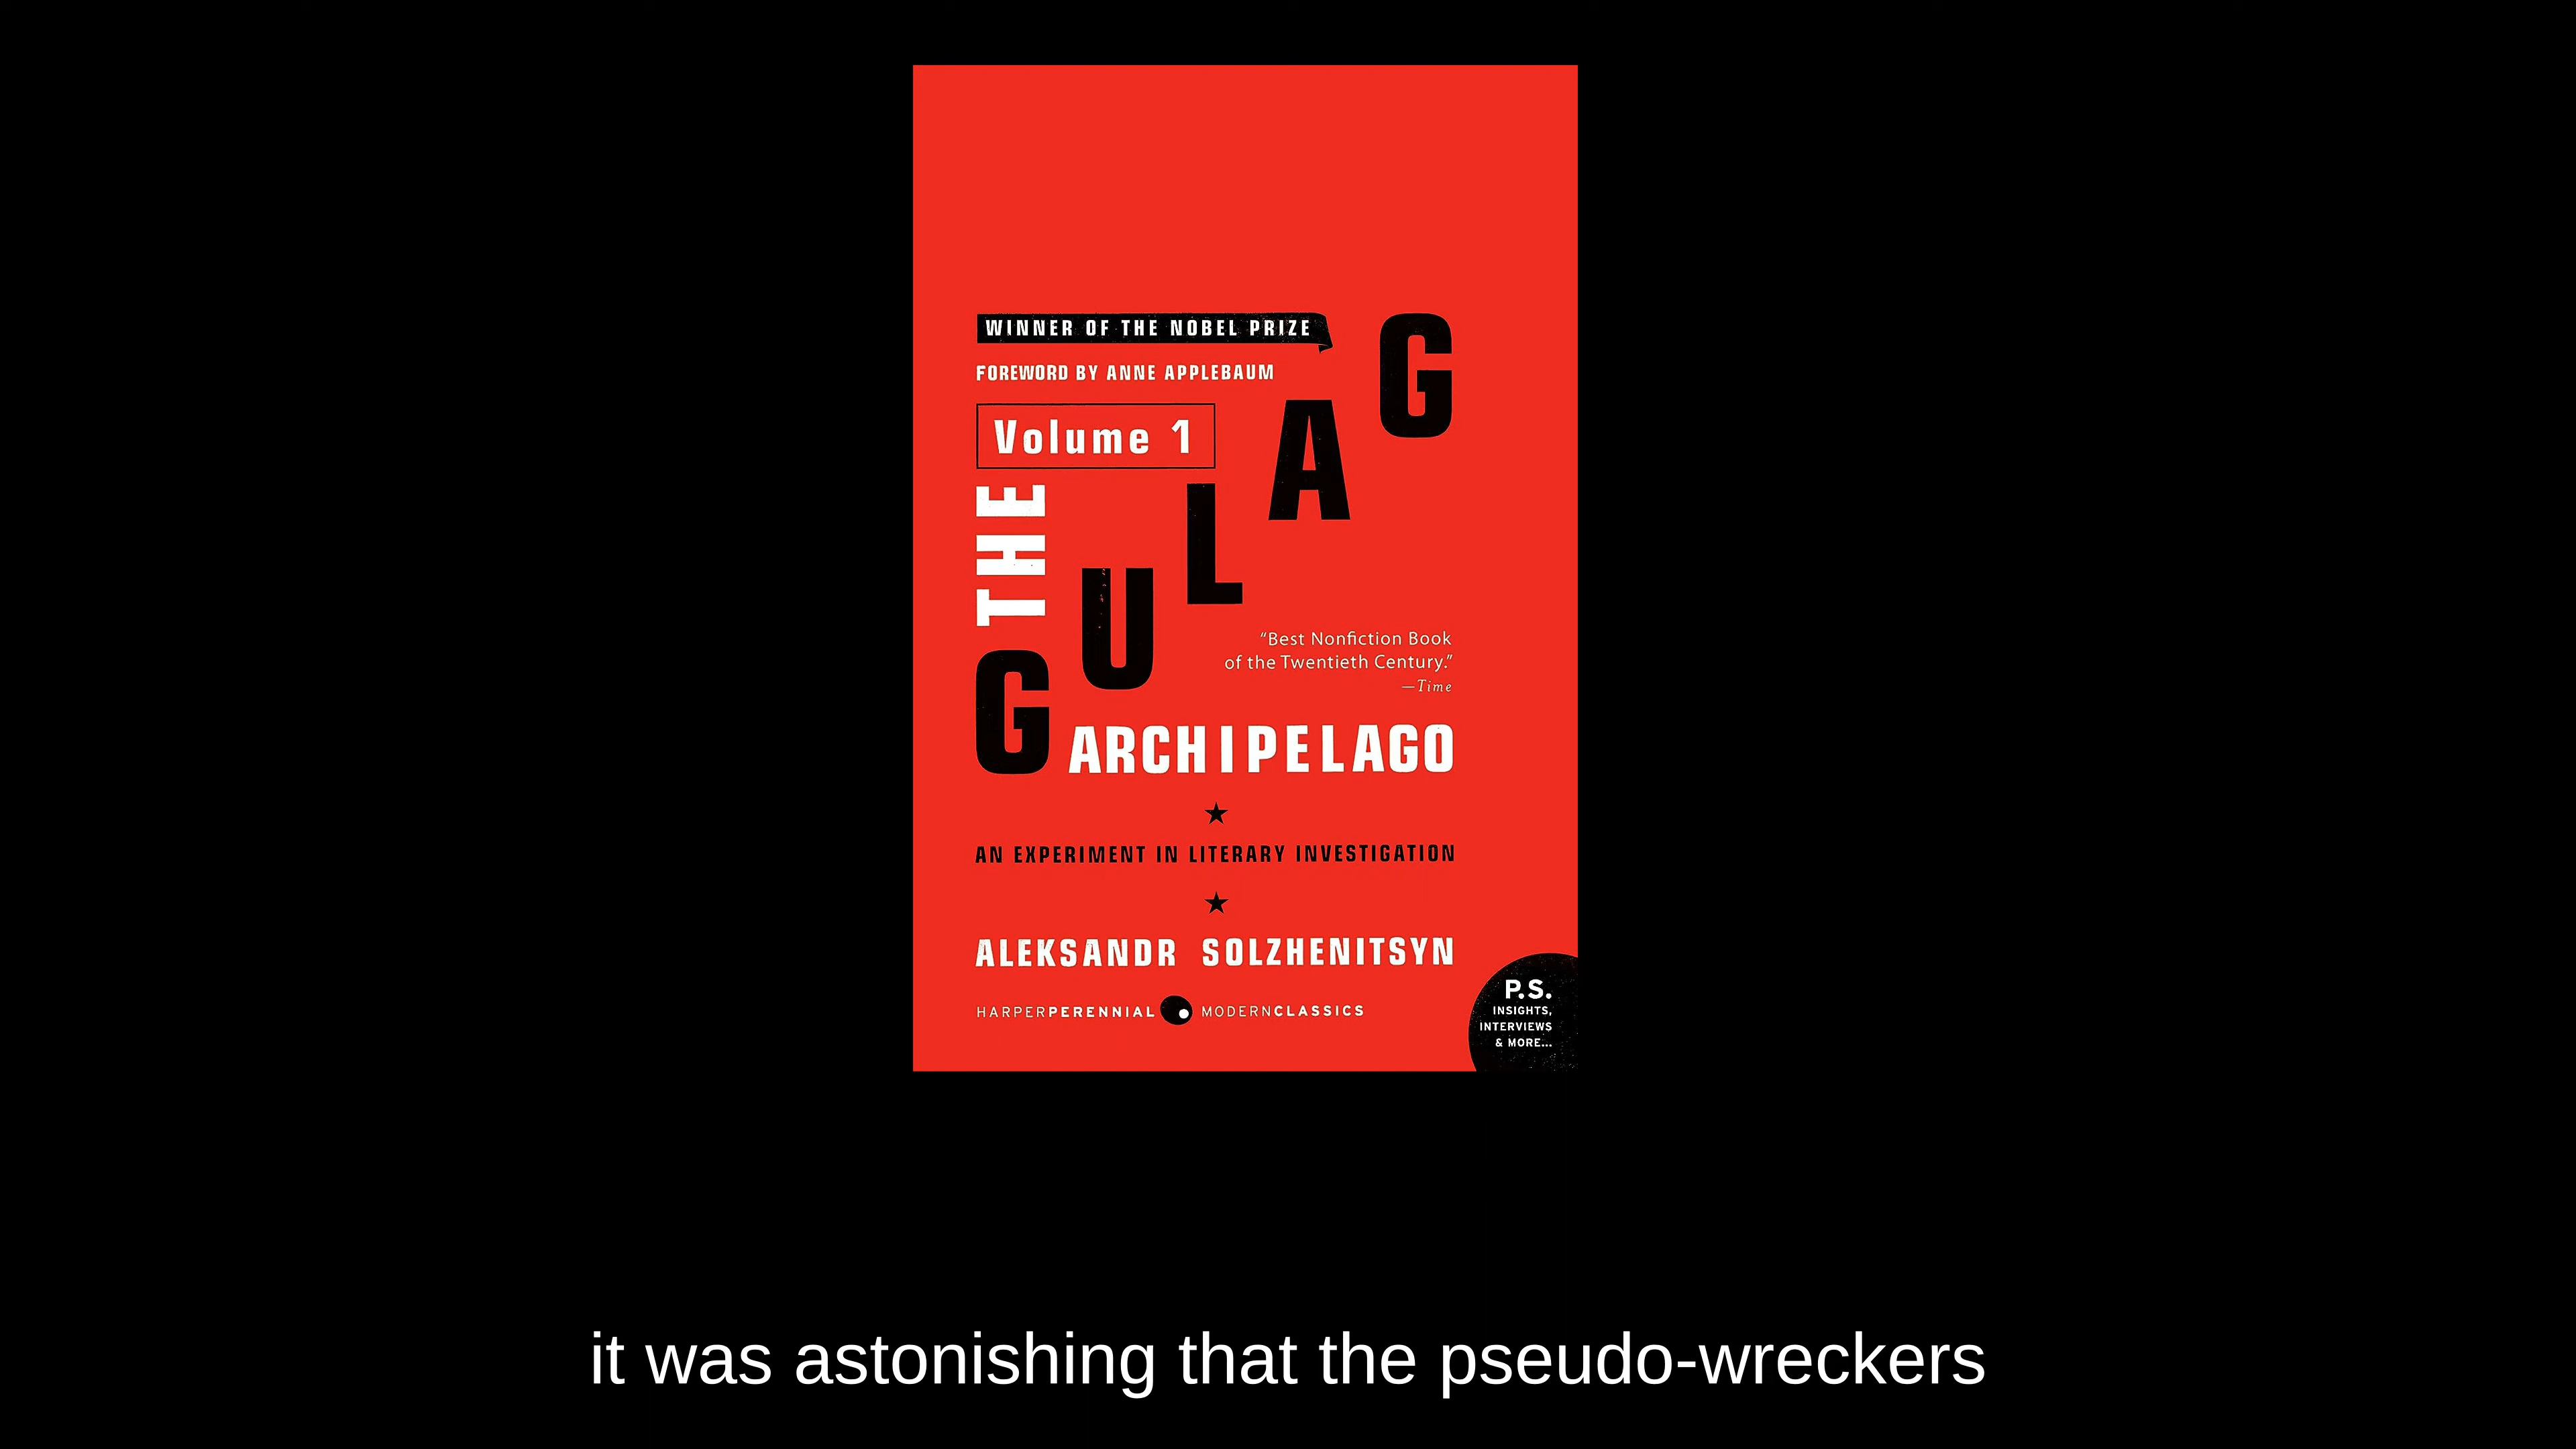 WINNER OF THE NOBEL PRIZE
FOREWORD BY ANNE APPLEBAUM
Volume 1
THE
GULAG
“Best Nonfiction Book
of the Twentieth Century.”
—Time
ARCHIPELAGO
AN EXPERIMENT IN LITERARY INVESTIGATION
ALEKSANDR SOLZHENITSYN
HARPERPERENNIAL MODERNCLASSICS
P.S.
INSIGHTS,
INTERVIEWS
& MORE...
it was astonishing that the pseudo-wreckers